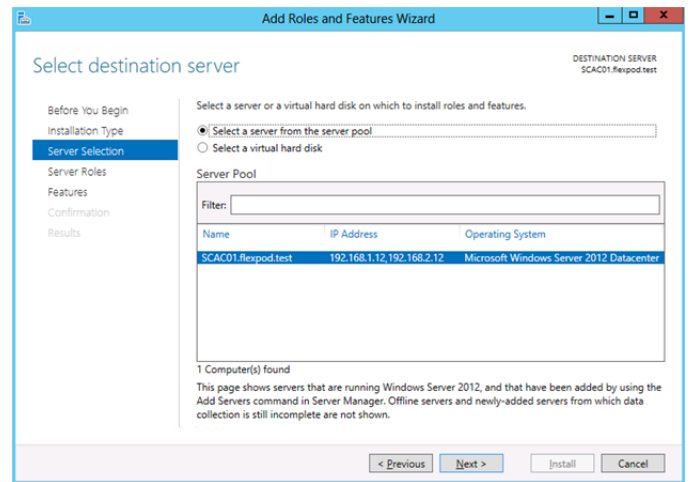 Add Roles and Features Wizard
Select destination server
DESTINATION SERVER
SCAC01.flexpod.test
Before You Begin
Installation Type
Server Selection
Server Roles
Features
Confirmation
Results
Select a server or a virtual hard disk on which to install roles and features.
Select a server from the server pool
Select a virtual hard disk
Server Pool
Filter:
Name IP Address Operating System
SCAC01.flexpod.test 192.168.1.12,192.168.2.12 Microsoft Windows Server 2012 Datacenter
1 Computer(s) found
This page shows servers that are running Windows Server 2012, and that have been added by using the
Add Servers command in Server Manager. Offline servers and newly-added servers from which data
collection is still incomplete are not shown.
< Previous Next > Install Cancel